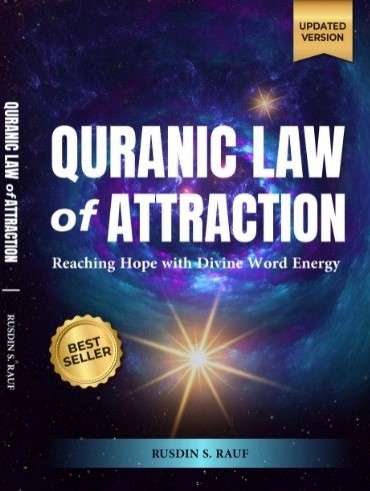 UPDATED
VERSION
QURANIC LAW
of ATTRACTION
Reaching Hope with Divine Word Energy
BEST
SELLER
RUSDIN S. RAUF
QURANIC LAW of ATTRACTION | RUSDIN S. RAUF